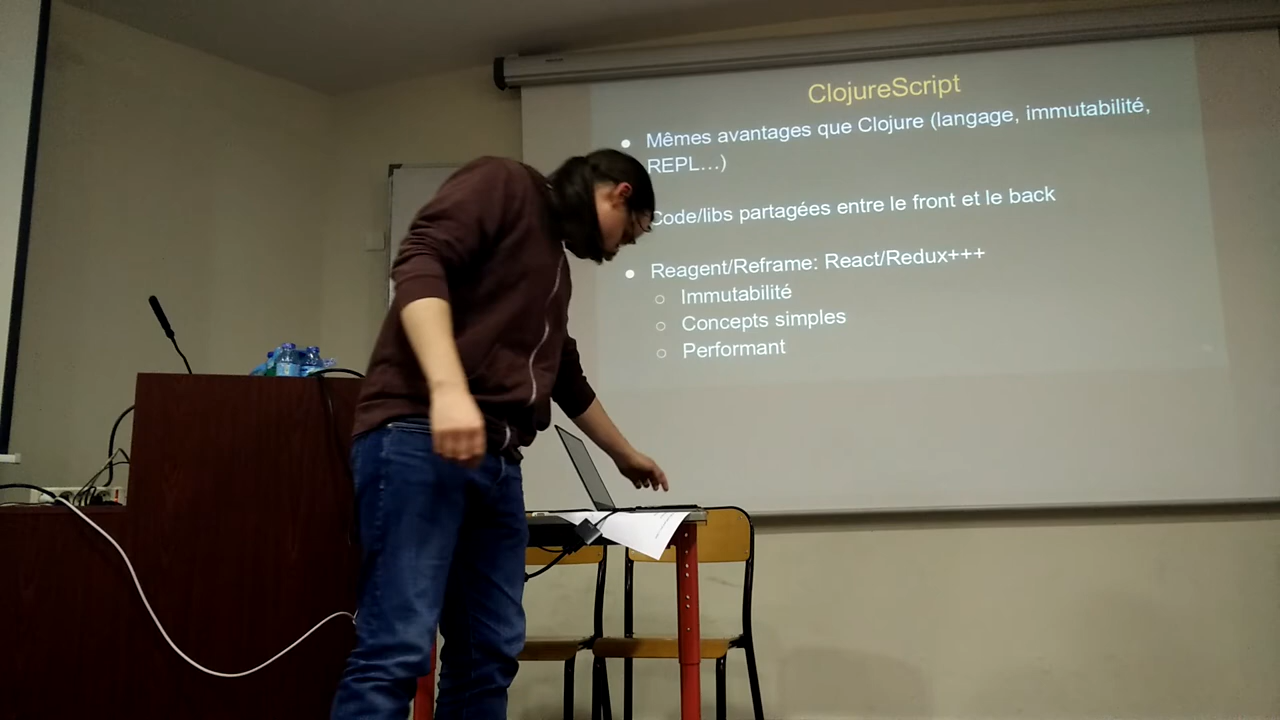 ClojureScript
● Mêmes avantages que Clojure (langage, immutabilité,
REPL...)
Code/libs partagées entre le front et le back
● Reagent/Reframe: React/Redux+++
○ Immutabilité
○ Concepts simples
○ Performant